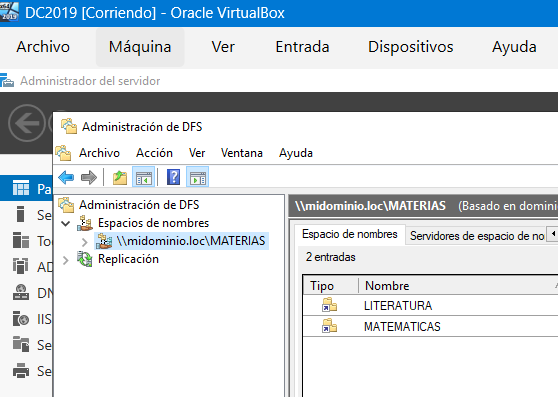 x64
2019
DC2019 [Corriendo] - Oracle VirtualBox
Archivo Máquina Ver Entrada Dispositivos Ayuda
Administrador del servidor
Administración de DFS
Archivo Acción Ver Ventana Ayuda
Pa
Se
To
AD
DN
IIS
Se
Se
Administración de DFS
Espacios de nombres
\\midominio.loc\MATERIAS
Replicación
\\midominio.loc\MATERIAS (Basado en domini
Espacio de nombres Servidores de espacio de no
2 entradas
Tipo Nombre
LITERATURA
MATEMATICAS